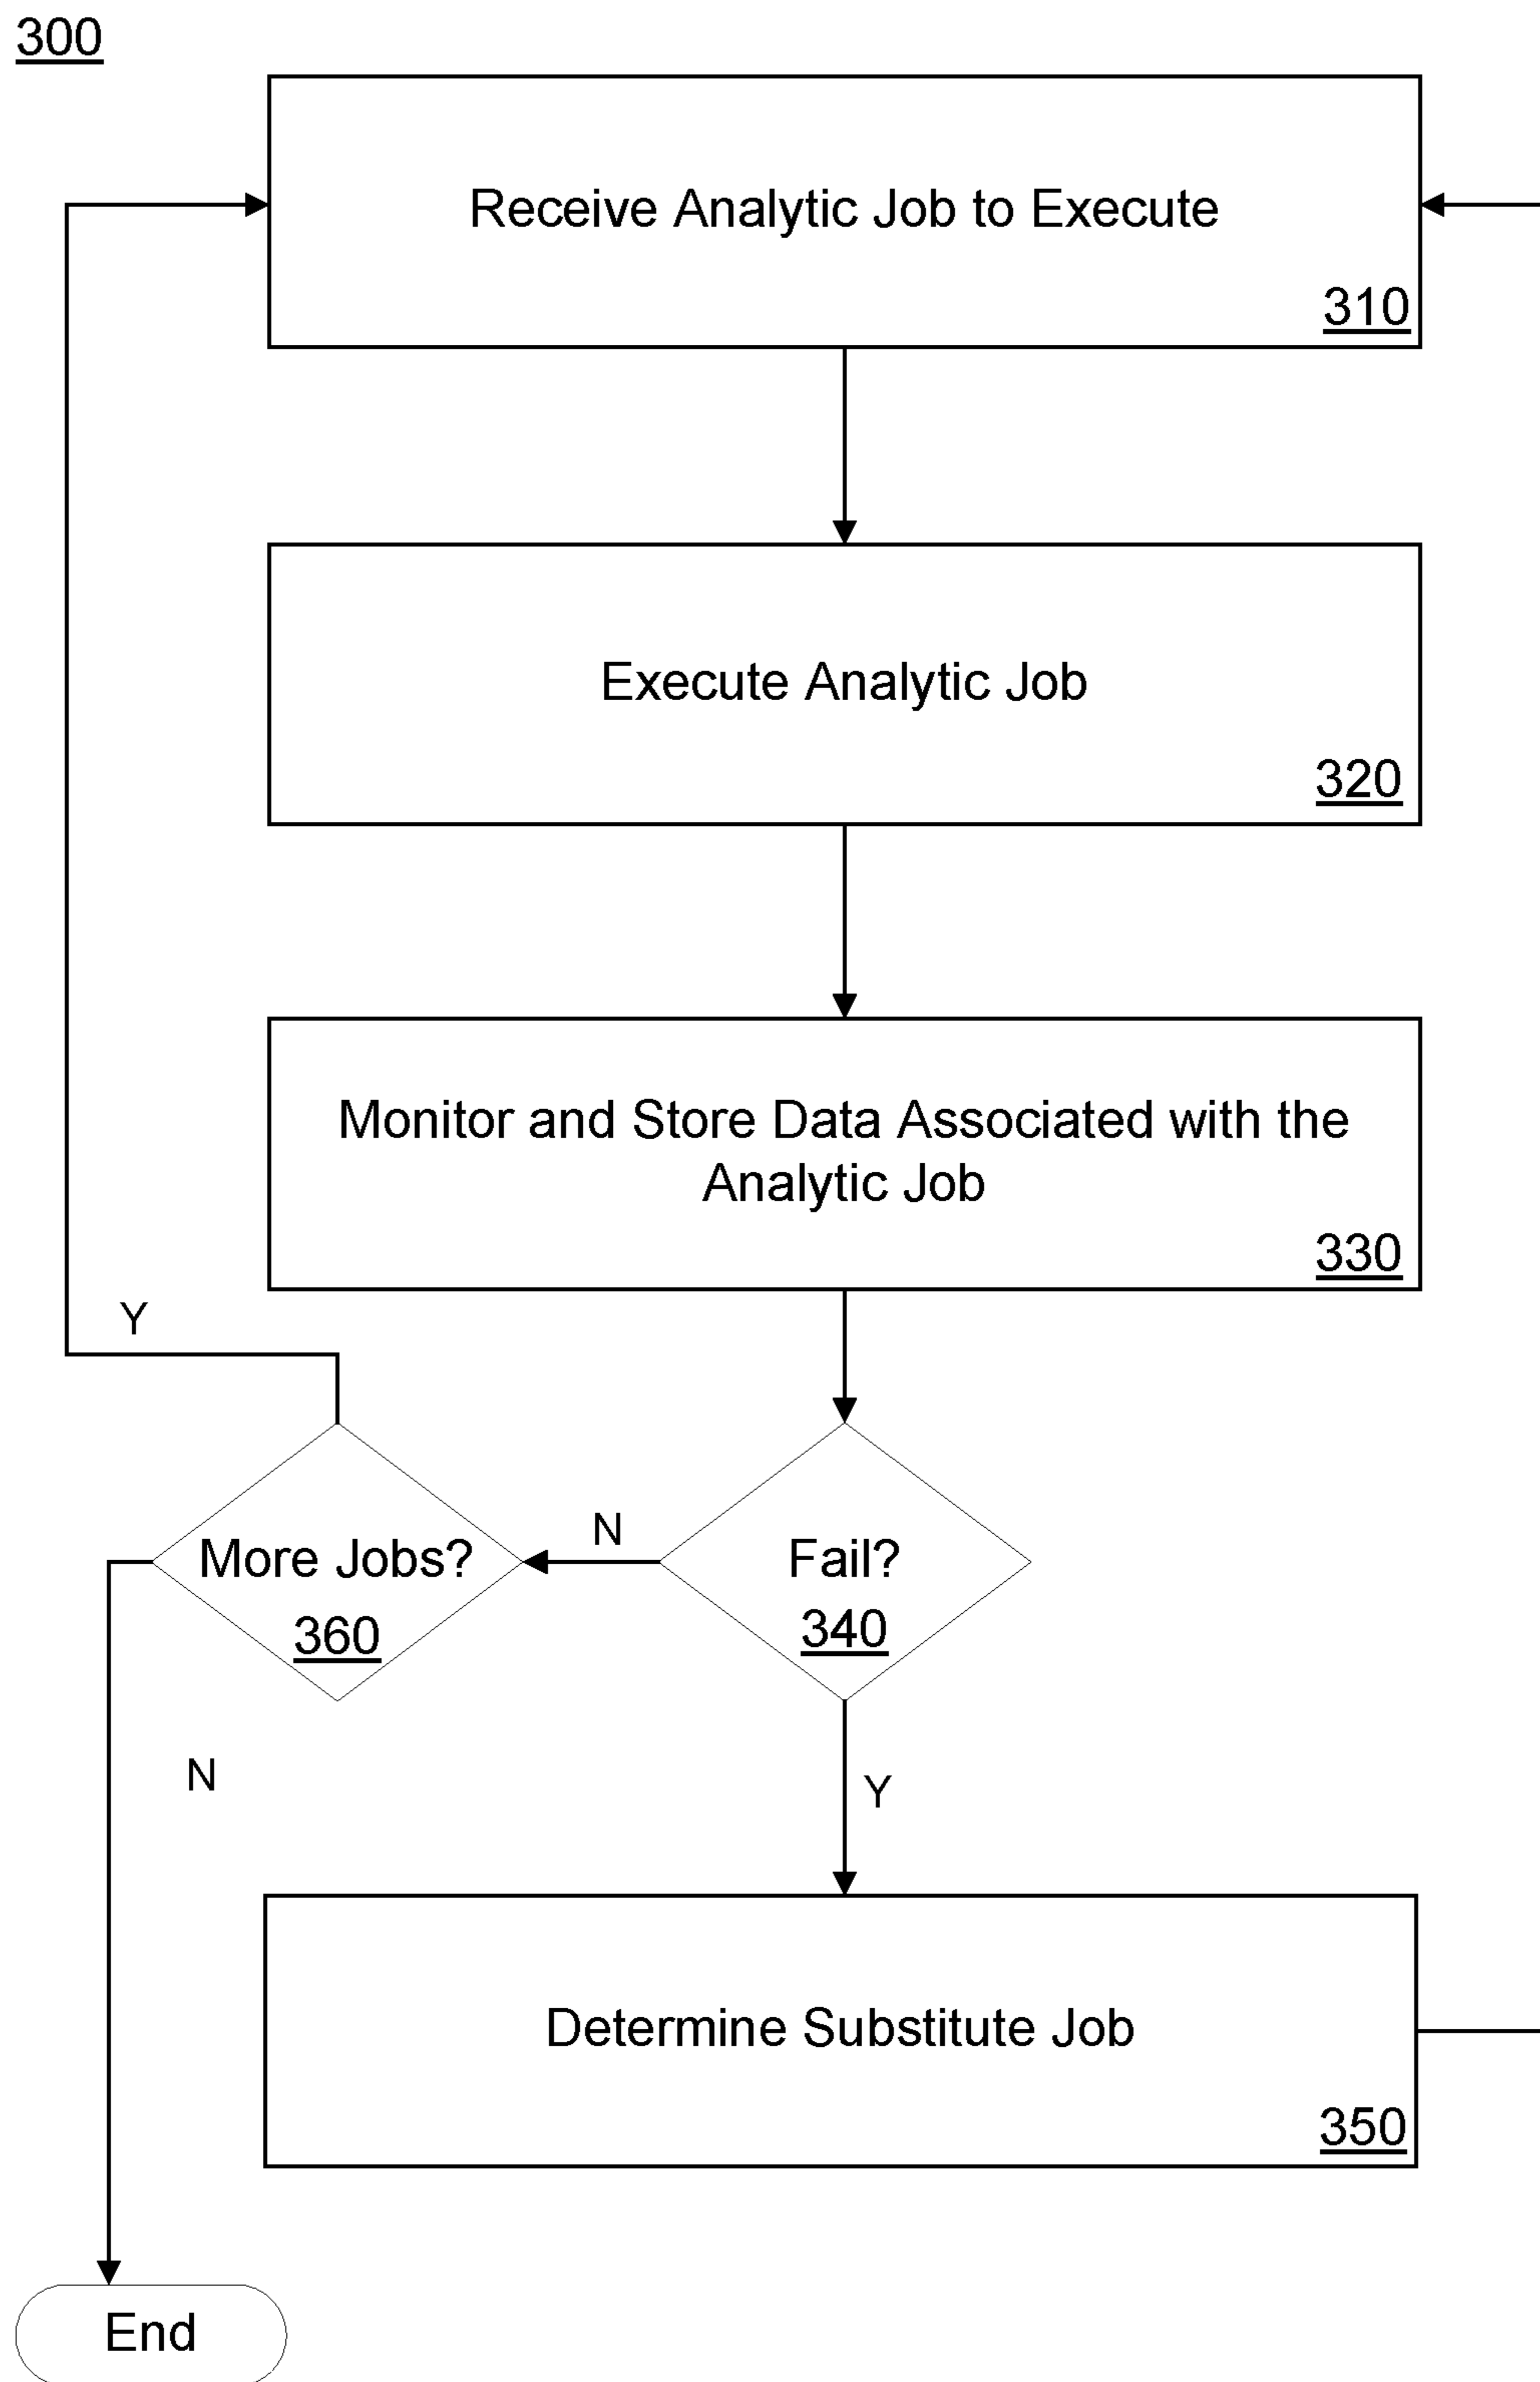 300
Receive Analytic Job to Execute
310
Execute Analytic Job
320
Monitor and Store Data Associated with the
Analytic Job
330
Y
N
More Jobs?
360
Fail?
340
N
Y
Determine Substitute Job
350
End